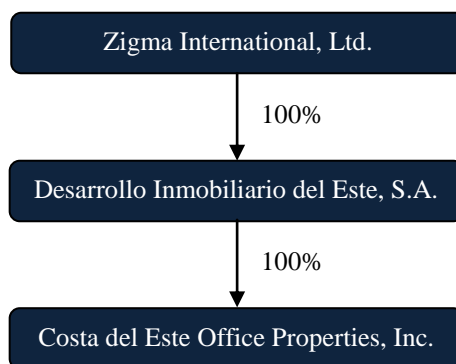 Zigma International, Ltd.
100%
Desarrollo Inmobiliario del Este, S.A.
100%
Costa del Este Office Properties, Inc.